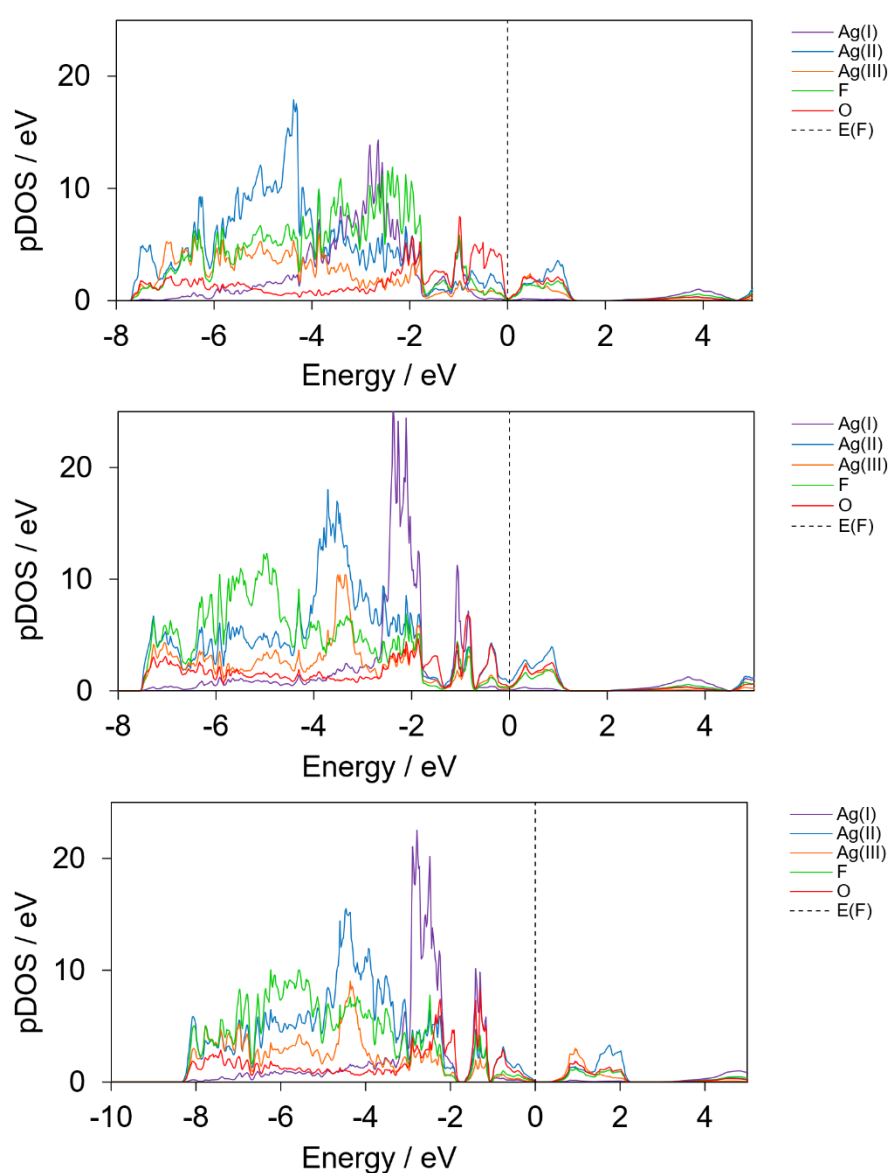 20
10
0
pDOS / eV
-8
-6
-4
-2
0
2
4
Energy / eV
Ag(I)
Ag(II)
Ag(III)
F
O
E(F)
20
10
0
pDOS / eV
-8
-6
-4
-2
0
2
4
Energy / eV
Ag(I)
Ag(II)
Ag(III)
F
O
E(F)
20
10
0
pDOS / eV
-10
-8
-6
-4
-2
0
2
4
Energy / eV
Ag(I)
Ag(II)
Ag(III)
F
O
E(F)